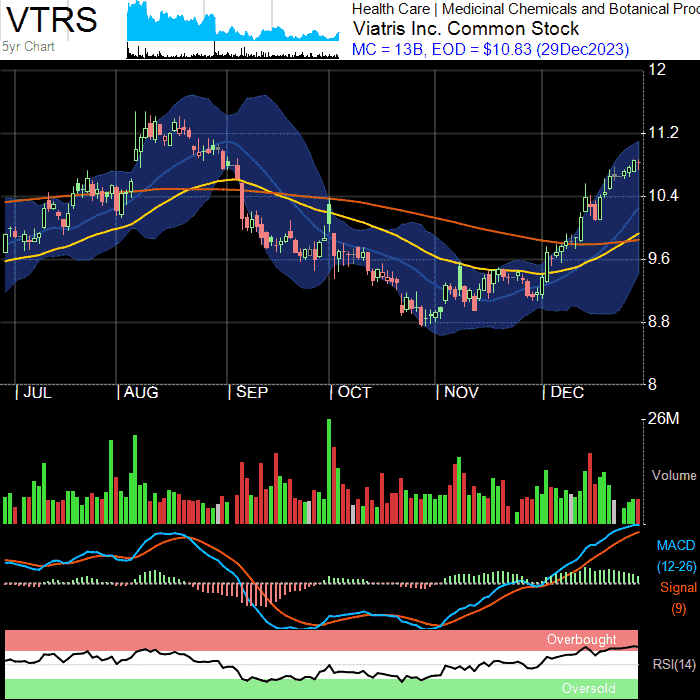 VTRS
5yr Chart
Health Care | Medicinal Chemicals and Botanical Proc
Viatris Inc. Common Stock
MC = 13B, EOD = $10.83 (29Dec2023)
12
11.2
10.4
9.6
8.8
8
JUL AUG SEP OCT NOV DEC
26M
Volume
MACD
(12-26)
Signal
(9)
Overbought
RSI(14)
Oversold